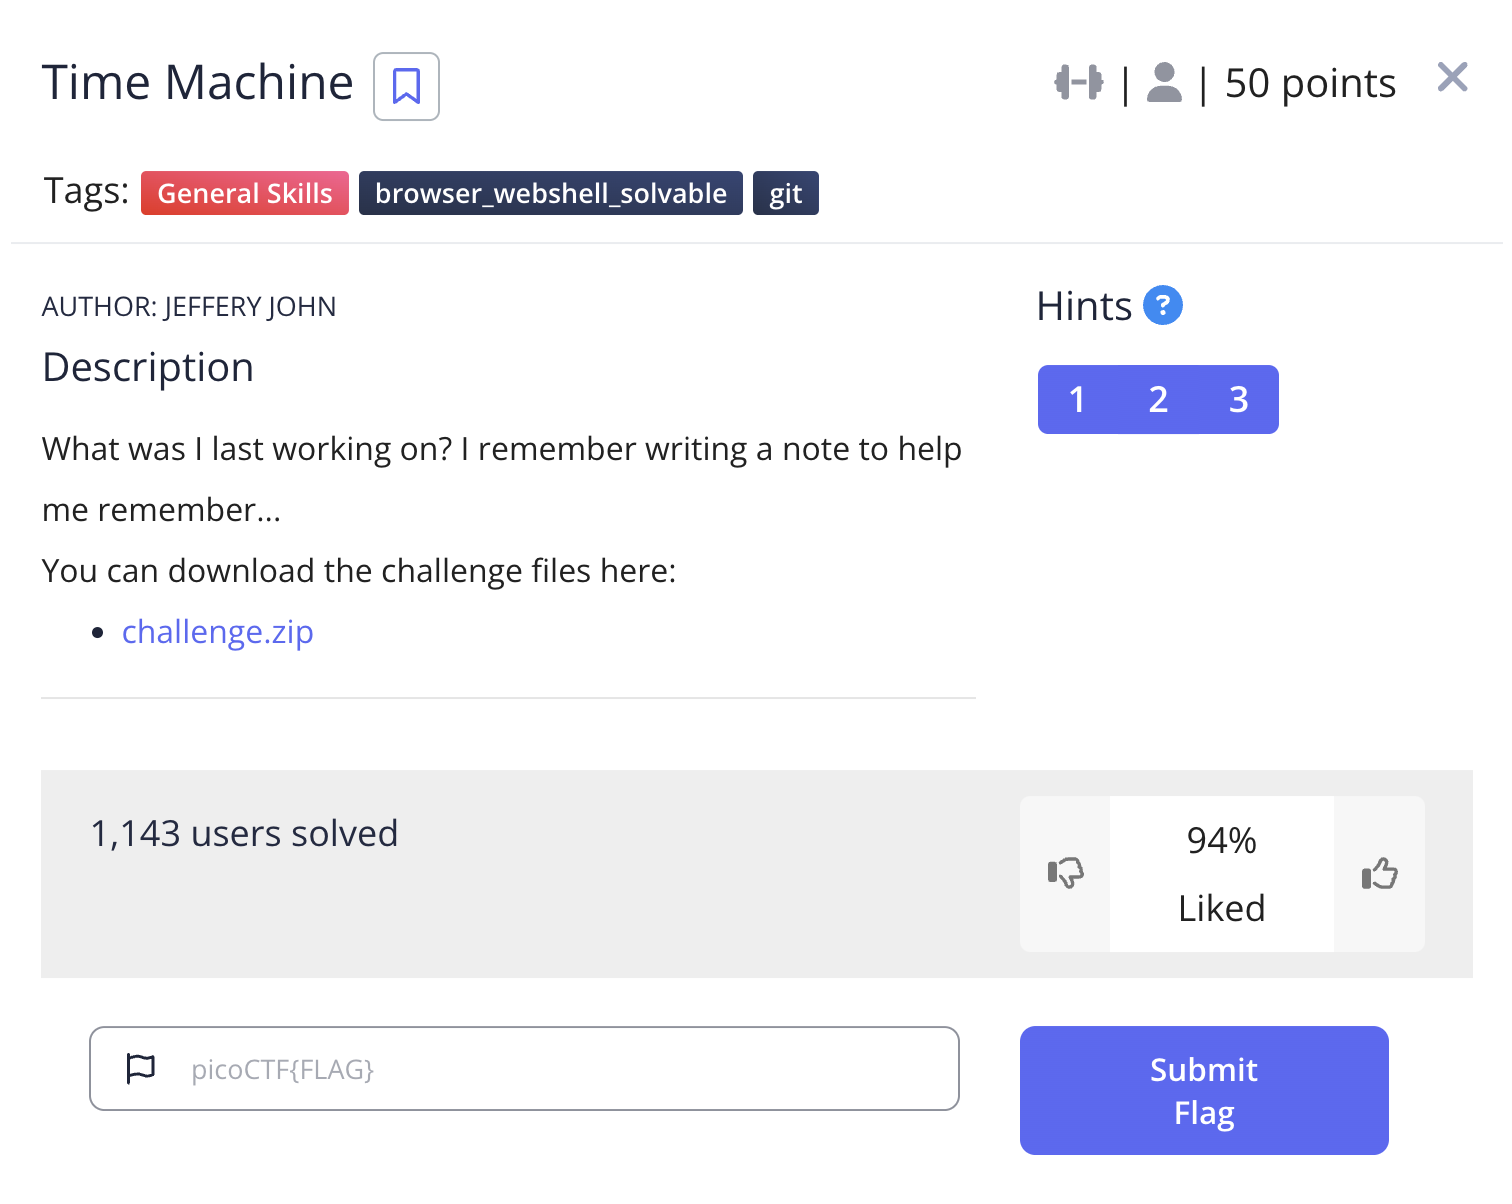 Time Machine
| | 50 points
Tags: General Skills browser_webshell_solvable git
AUTHOR: JEFFERY JOHN
Description
What was I last working on? I remember writing a note to help
me remember...
You can download the challenge files here:
• challenge.zip
Hints ?
1 2 3
1,143 users solved
94%
Liked
picoCTF{FLAG}
Submit
Flag